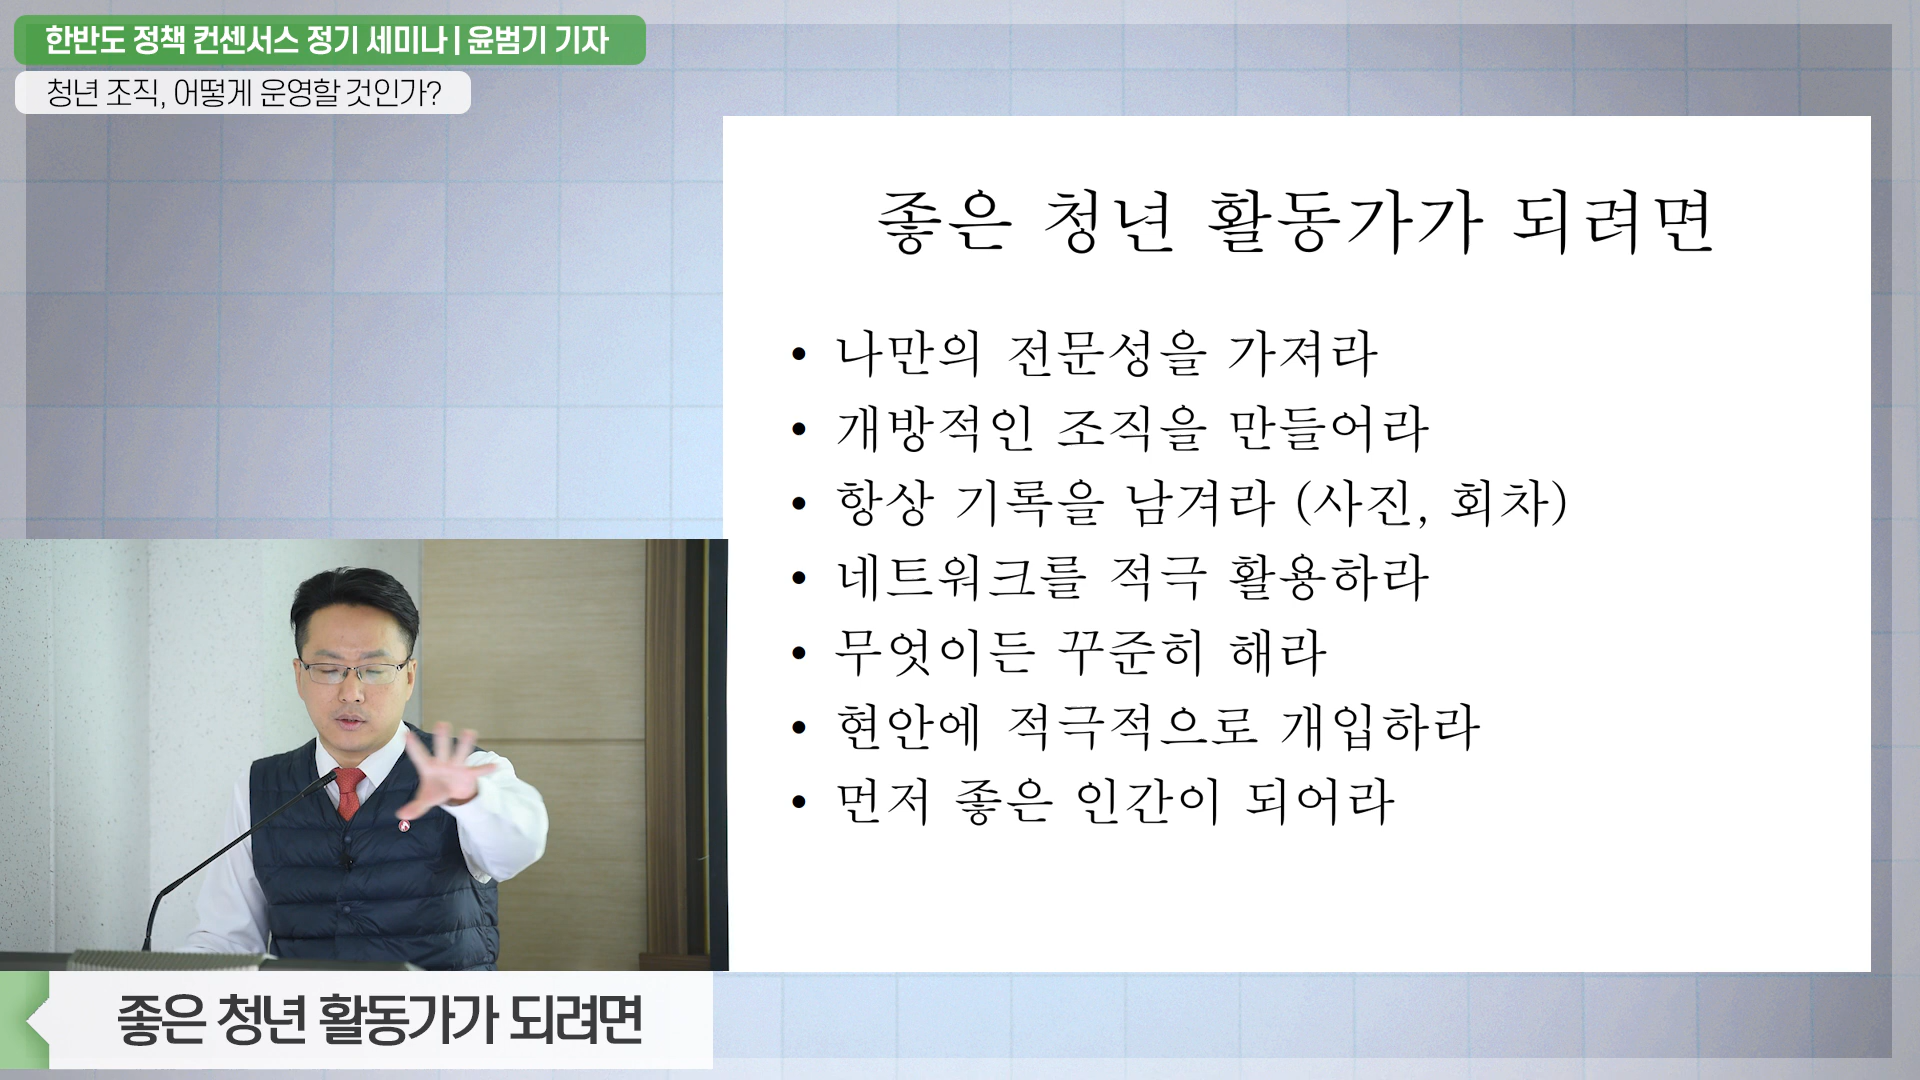 한반도 정책 컨센서스 정기 세미나 | 윤범기 기자
청년 조직, 어떻게 운영할 것인가?
좋은 청년 활동가가 되려면
• 나만의 전문성을 가져라
• 개방적인 조직을 만들어라
• 항상 기록을 남겨라 (사진, 회차)
• 네트워크를 적극 활용하라
• 무엇이든 꾸준히 해라
• 현안에 적극적으로 개입하라
• 먼저 좋은 인간이 되어라
좋은 청년 활동가가 되려면